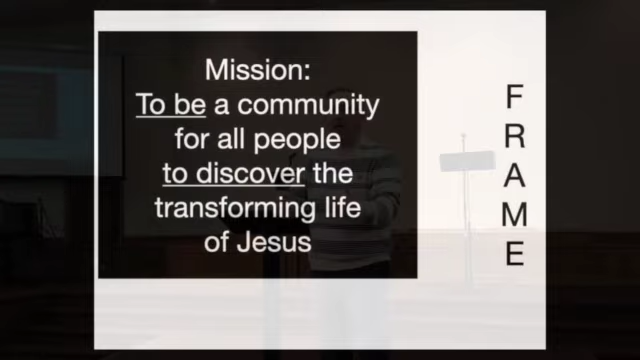 Mission:
To be a community
for all people
to discover the
transforming life
of Jesus
F
R
A
M
E